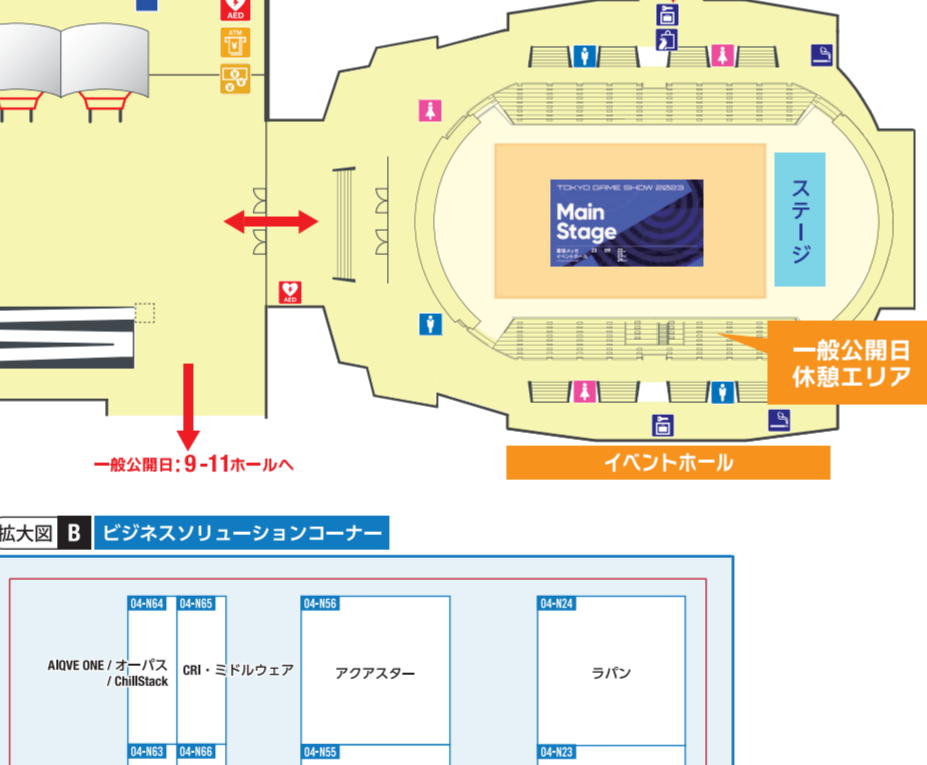 AED
ATM
TOKYO GAME SHOW 2023
Main
Stage
ステージ
AED
一般公開日
休憩エリア
一般公開日:9-11ホールへ
イベントホール
拡大図 B ビジネスソリューションコーナー
04-N64 04-N65 04-N56 04-N24
AIQVE ONE / オーパス
/ ChillStack
CRI・ミドルウェア
アクアスター
ラパン
04-N63 04-N66 04-N55 04-N23